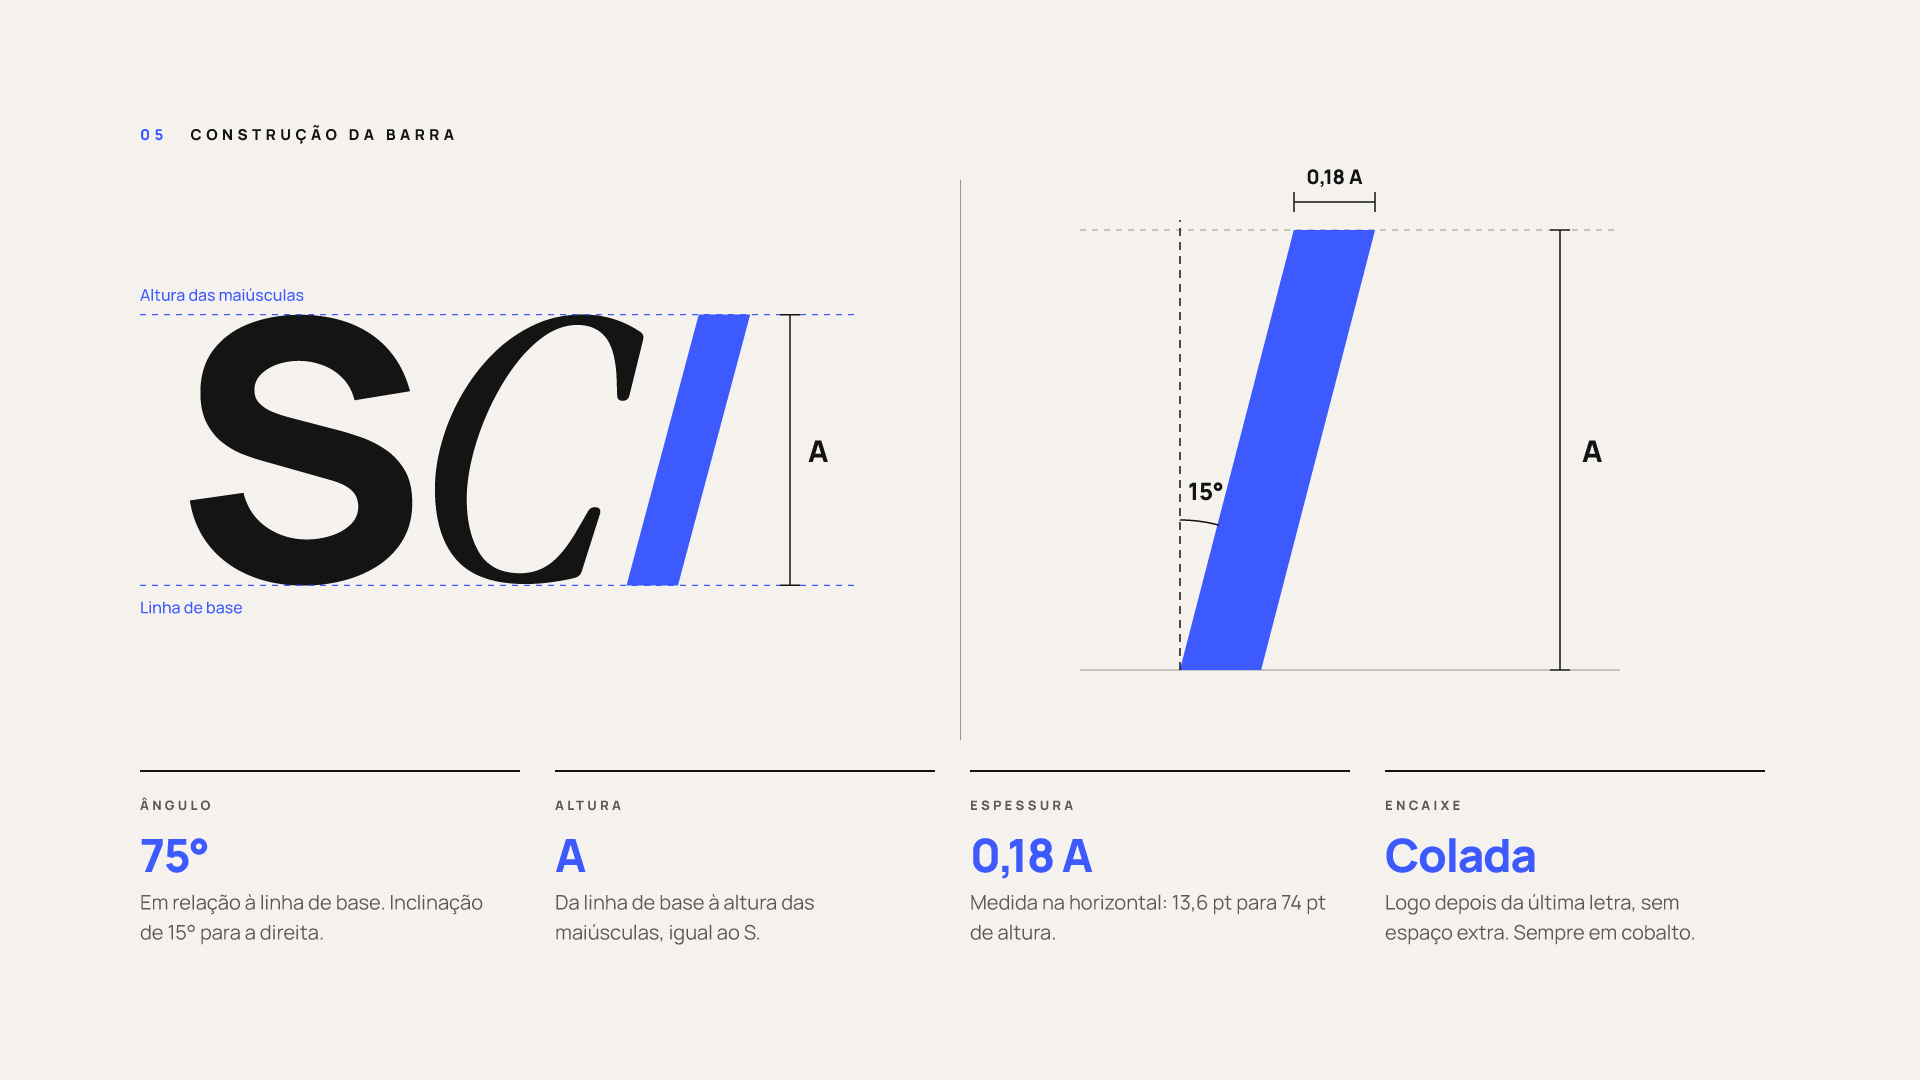 05 CONSTRUÇÃO DA BARRA
Altura das maiúsculas
SC/
A
Linha de base
0,18 A
15°
A
ÂNGULO
75°
Em relação à linha de base. Inclinação
de 15° para a direita.
ALTURA
A
Da linha de base à altura das
maiúsculas, igual ao S.
ESPESSURA
0,18 A
Medida na horizontal: 13,6 pt para 74 pt
de altura.
ENCAIXE
Colada
Logo depois da última letra, sem
espaço extra. Sempre em cobalto.